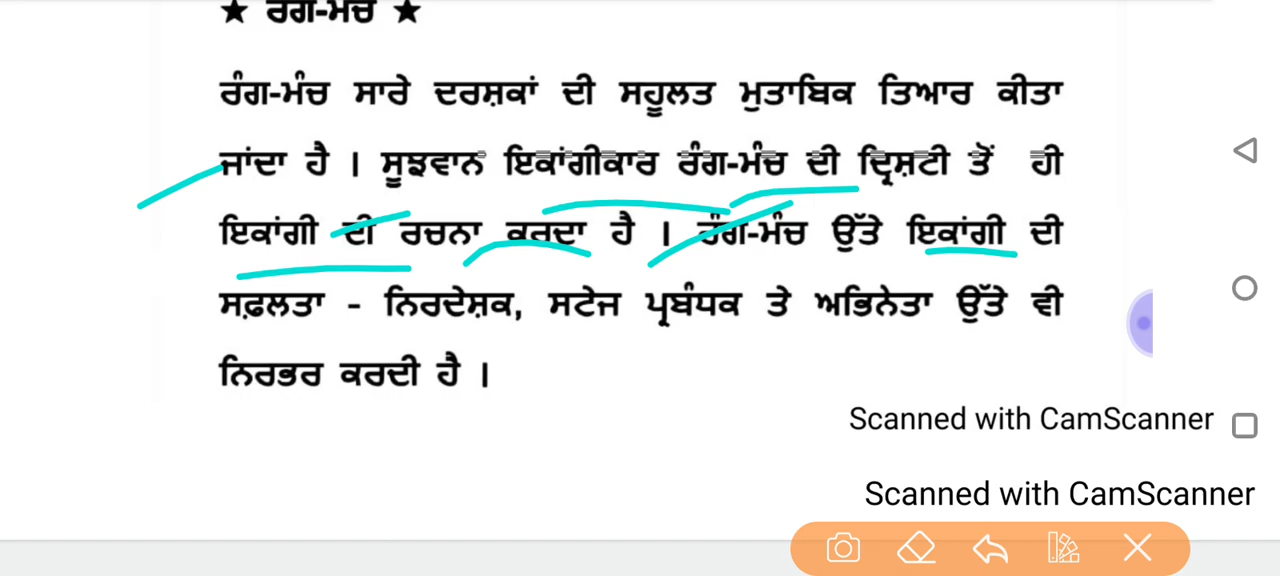 ★ ਰੰਗ-ਮੰਚ ★
ਰੰਗ-ਮੰਚ ਸਾਰੇ ਦਰਸ਼ਕਾਂ ਦੀ ਸਹੂਲਤ ਮੁਤਾਬਿਕ ਤਿਆਰ ਕੀਤਾ
ਜਾਂਦਾ ਹੈ । ਸੂਝਵਾਨ ਇਕਾਂਗੀਕਾਰ ਰੰਗ-ਮੰਚ ਦੀ ਦ੍ਰਿਸ਼ਟੀ ਤੋਂ ਹੀ
ਇਕਾਂਗੀ ਦੀ ਰਚਨਾ ਕਰਦਾ ਹੈ । ਰੰਗ-ਮੰਚ ਉੱਤੇ ਇਕਾਂਗੀ ਦੀ
ਸਫ਼ਲਤਾ - ਨਿਰਦੇਸ਼ਕ, ਸਟੇਜ ਪ੍ਰਬੰਧਕ ਤੇ ਅਭਿਨੇਤਾ ਉੱਤੇ ਵੀ
ਨਿਰਭਰ ਕਰਦੀ ਹੈ ।
Scanned with CamScanner
Scanned with CamScanner